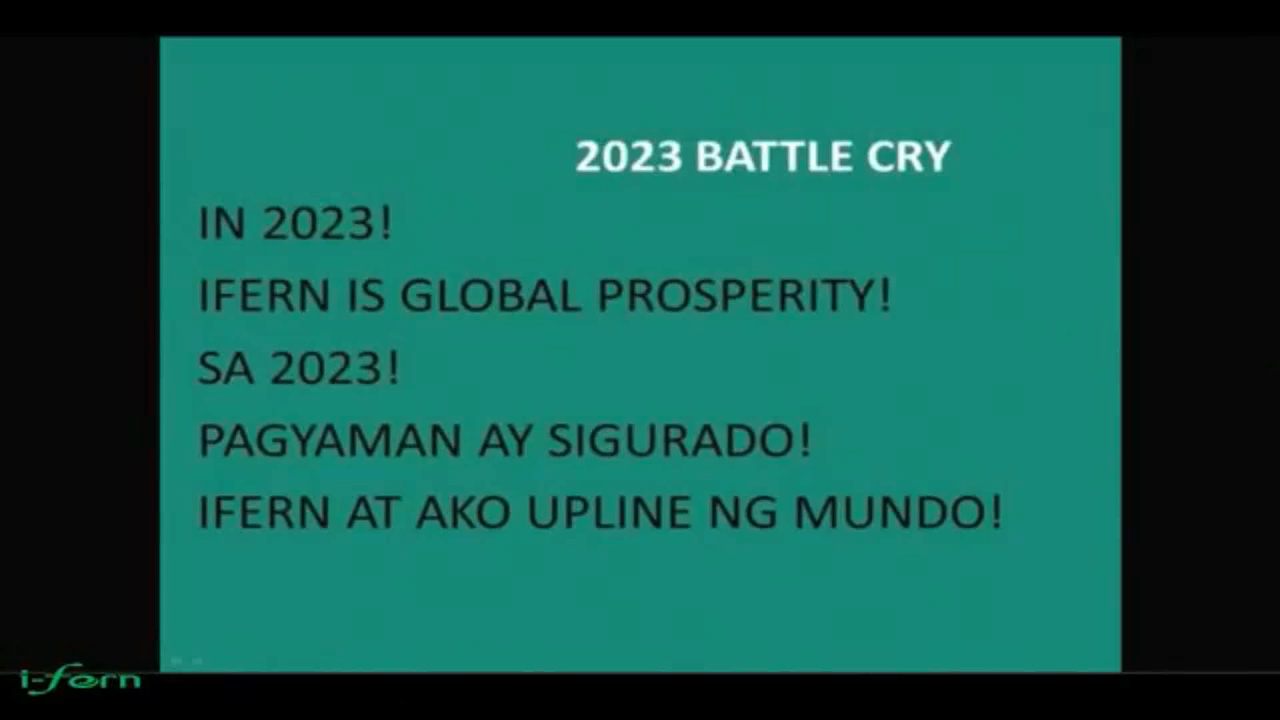 2023 BATTLE CRY
IN 2023!
IFERN IS GLOBAL PROSPERITY!
SA 2023!
PAGYAMAN AY SIGURADO!
IFERN AT AKO UPLINE NG MUNDO!
i-fern